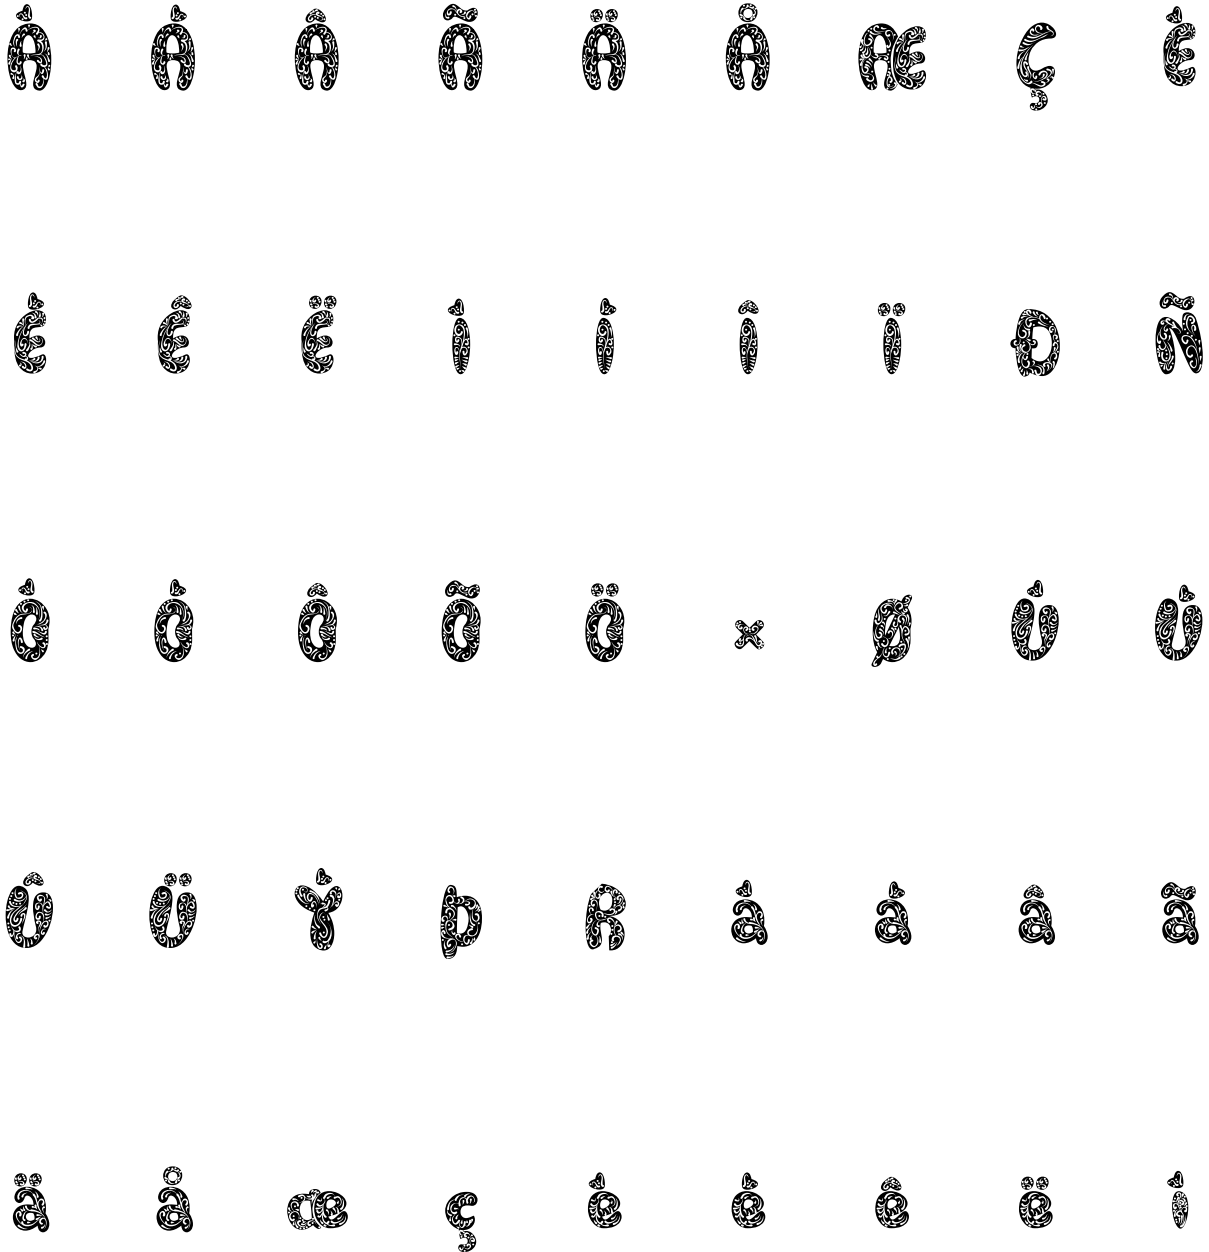 À Á Â Ã Ä Å Æ Ç È
É Ê Ë Ì Í Î Ï Ð Ñ
Ò Ó Ô Õ Ö × Ø Ù Ú
Û Ü Ý Þ ß à á â ã
ä å æ ç è é ê ë ì